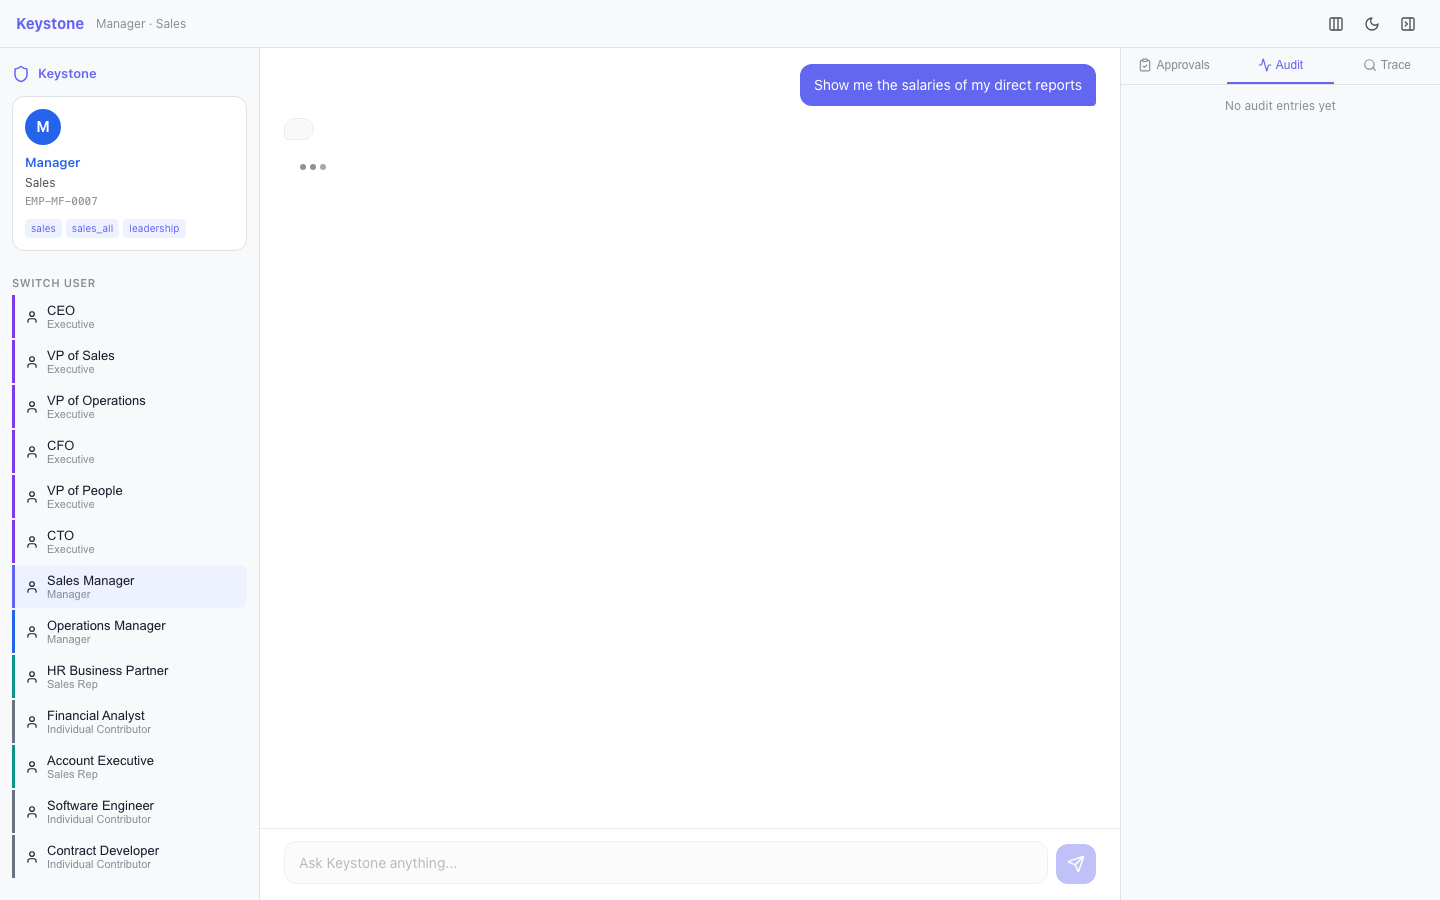 Keystone
Manager · Sales
Keystone
M
Manager
Sales
EMP-MF-0007
sales
sales_all
leadership
SWITCH USER
CEO
Executive
VP of Sales
Executive
VP of Operations
Executive
CFO
Executive
VP of People
Executive
CTO
Executive
Sales Manager
Manager
Operations Manager
Manager
HR Business Partner
Sales Rep
Financial Analyst
Individual Contributor
Account Executive
Sales Rep
Software Engineer
Individual Contributor
Contract Developer
Individual Contributor
Show me the salaries of my direct reports
Ask Keystone anything...
Approvals
Audit
Trace
No audit entries yet